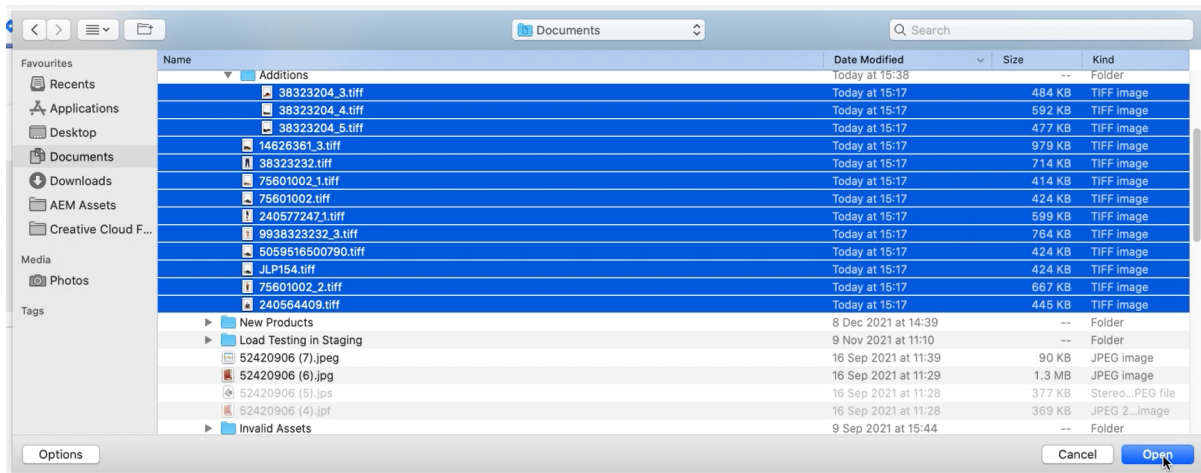 Documents
Search
Favourites
Recents
Applications
Desktop
Documents
Downloads
AEM Assets
Creative Cloud F...
Media
Photos
Tags
Name Date Modified Size Kind
Additions Today at 15:38 -- Folder
38323204_3.tiff Today at 15:17 484 KB TIFF image
38323204_4.tiff Today at 15:17 592 KB TIFF image
38323204_5.tiff Today at 15:17 477 KB TIFF image
14626361_3.tiff Today at 15:17 979 KB TIFF image
38323232.tiff Today at 15:17 714 KB TIFF image
75601002_1.tiff Today at 15:17 414 KB TIFF image
75601002.tiff Today at 15:17 424 KB TIFF image
240577247_1.tiff Today at 15:17 599 KB TIFF image
9938323232_3.tiff Today at 15:17 764 KB TIFF image
5059516500790.tiff Today at 15:17 424 KB TIFF image
JLP154.tiff Today at 15:17 424 KB TIFF image
75601002_2.tiff Today at 15:17 667 KB TIFF image
240564409.tiff Today at 15:17 445 KB TIFF image
New Products 8 Dec 2021 at 14:39 -- Folder
Load Testing in Staging 9 Nov 2021 at 11:10 -- Folder
52420906 (7).jpeg 16 Sep 2021 at 11:39 90 KB JPEG image
52420906 (6).jpg 16 Sep 2021 at 11:29 1.3 MB JPEG image
52420906 (5).jps 16 Sep 2021 at 11:28 377 KB Stereo...PEG file
52420906 (4).jpf 16 Sep 2021 at 11:28 369 KB JPEG 2...image
Invalid Assets 9 Sep 2021 at 15:44 -- Folder
Options Cancel Open